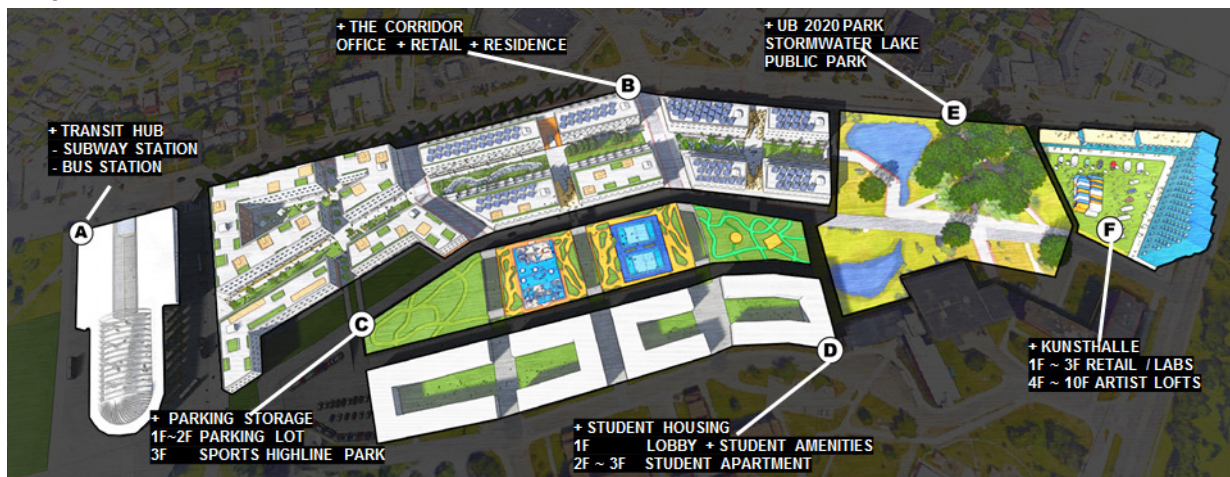 + THE CORRIDOR
OFFICE + RETAIL + RESIDENCE
+ UB 2020 PARK
STORMWATER LAKE
PUBLIC PARK
B
E
+ TRANSIT HUB
- SUBWAY STATION
- BUS STATION
A
F
C
D
+ KUNSTHALLE
1F ~ 3F RETAIL / LABS
4F ~ 10F ARTIST LOFTS
+ PARKING STORAGE
1F~2F PARKING LOT
3F SPORTS HIGHLINE PARK
+ STUDENT HOUSING
1F LOBBY + STUDENT AMENITIES
2F ~ 3F STUDENT APARTMENT